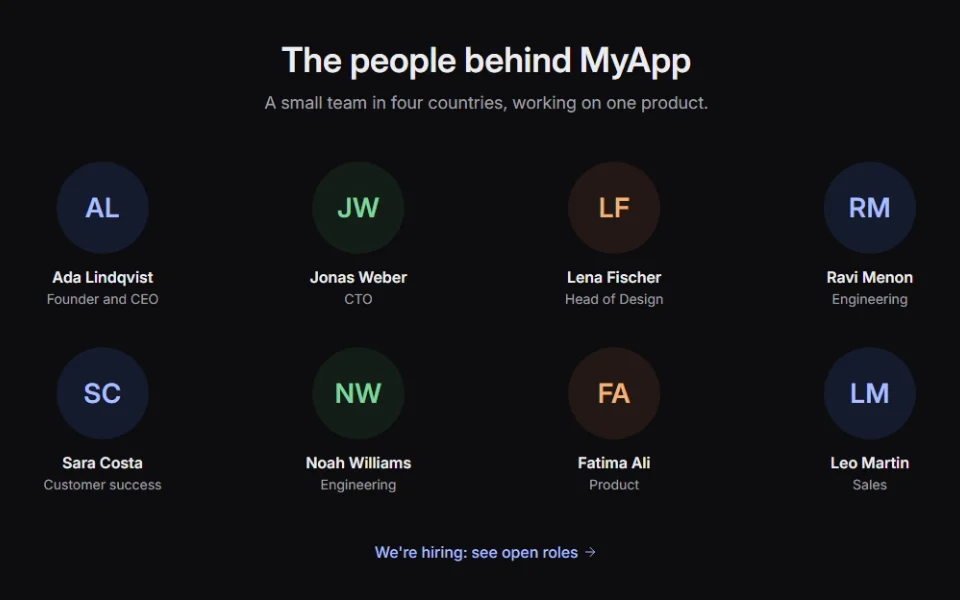 The people behind MyApp
A small team in four countries, working on one product.
AL
JW
LF
RM
Ada Lindqvist
Jonas Weber
Lena Fischer
Ravi Menon
Founder and CEO
CTO
Head of Design
Engineering
SC
NW
FA
LM
Sara Costa
Noah Williams
Fatima Ali
Leo Martin
Customer success
Engineering
Product
Sales
We're hiring: see open roles →